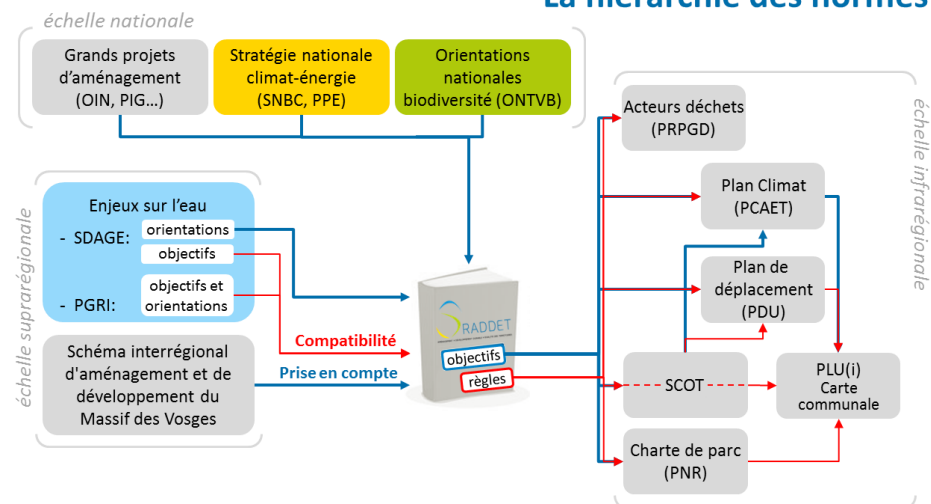 La hiérarchie des normes
échelle nationale
Grands projets
d'aménagement
(OIN, PIG...)
Stratégie nationale
climat-énergie
(SNBC, PPE)
Orientations
nationales
biodiversité (ONTVB)
échelle suprarégionale
Enjeux sur l'eau
- SDAGE:
orientations
objectifs
- PGRI:
objectifs et
orientations
Schéma interrégional
d'aménagement et de
développement du
Massif des Vosges
Compatibilité
Prise en compte
SRADDET
objectifs
règles
échelle infrarégionale
Acteurs déchets
(PRPGD)
Plan Climat
(PCAET)
Plan de
déplacement
(PDU)
SCOT
PLU(i)
Carte
communale
Charte de parc
(PNR)